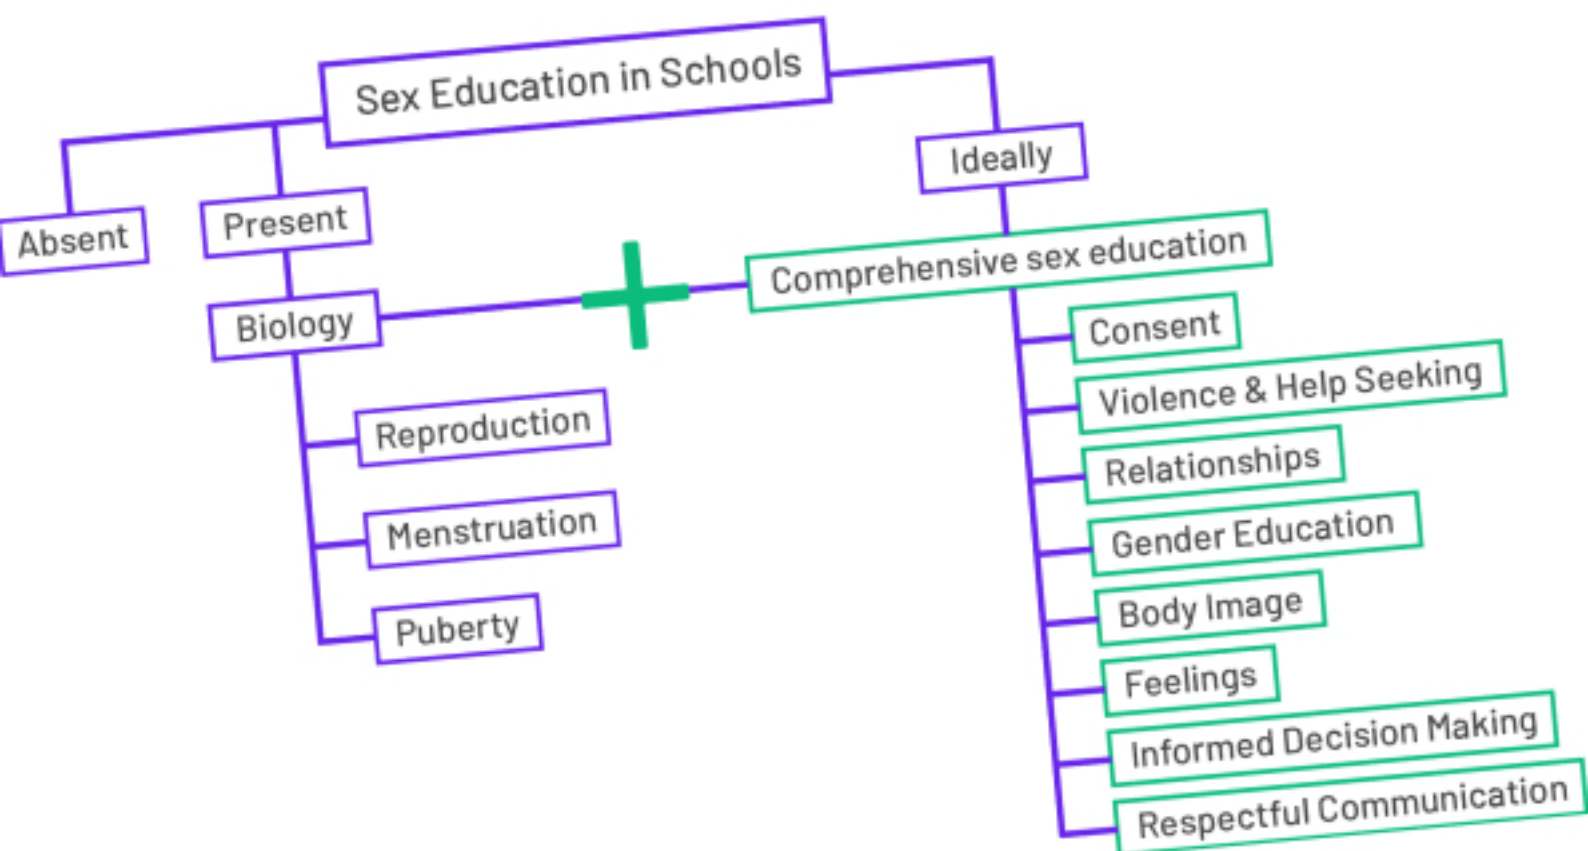 Sex Education in Schools
Absent
Present
Biology
Reproduction
Menstruation
Puberty
Ideally
Comprehensive sex education
Consent
Violence & Help Seeking
Relationships
Gender Education
Body Image
Feelings
Informed Decision Making
Respectful Communication